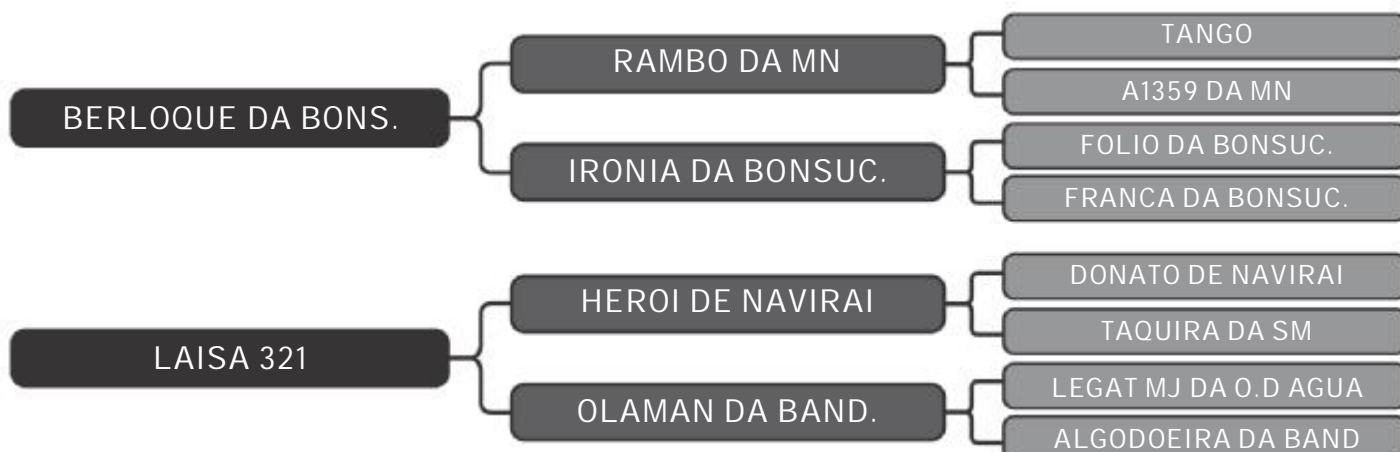 BERLOQUE DA BONS.
RAMBO DA MN
TANGO
A1359 DA MN
IRONIA DA BONSUC.
FOLIO DA BONSUC.
FRANCA DA BONSUC.
LAISA 321
HEROI DE NAVIRAI
DONATO DE NAVIRAI
TAQUIRA DA SM
OLAMAN DA BAND.
LEGAT MJ DA O.D AGUA
ALGODOEIRA DA BAND